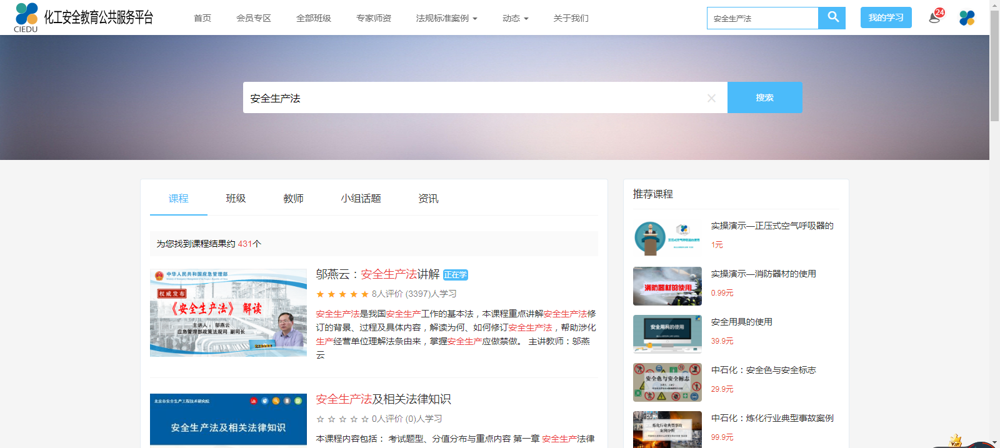 CIEDU
化工安全教育公共服务平台
首页
会员专区
全部班级
专家师资
法规标准案例
动态
关于我们
安全生产法
我的学习
24
安全生产法
搜索
课程
班级
教师
小组话题
资讯
为您找到课程结果约 431个
中华人民共和国应急管理部
权威发布
《安全生产法》 解读
主讲人： 邬燕云
应急管理部政策法规司 副司长
邬燕云：安全生产法讲解 正在学
8人评价 (3397)人学习
安全生产法是我国安全生产工作的基本法，本课程重点讲解安全生产法修
订的背景、过程及具体内容，解读为何、如何修订安全生产法，帮助涉化
生产经营单位理解法条由来，掌握安全生产应做禁做。 主讲教师：邬燕
云
北京市安全生产工程技术研究院
安全生产法及相关法律知识
安全生产法及相关法律知识
0人评价 (0)人学习
本课程内容包括： 考试题型、分值分布与重点内容 第一章 安全生产法律
推荐课程
正压式空气呼吸器的使用
实操演示—正压式空气呼吸器的
1元
消防器材的使用
实操演示—消防器材的使用
0.99元
安全用具的使用
安全用具的使用
39.9元
安全色与安全标志
中石化：安全色与安全标志
29.9元
炼化行业典型事故
案例分析
中石化：炼化行业典型事故案例
99.9元
VIP